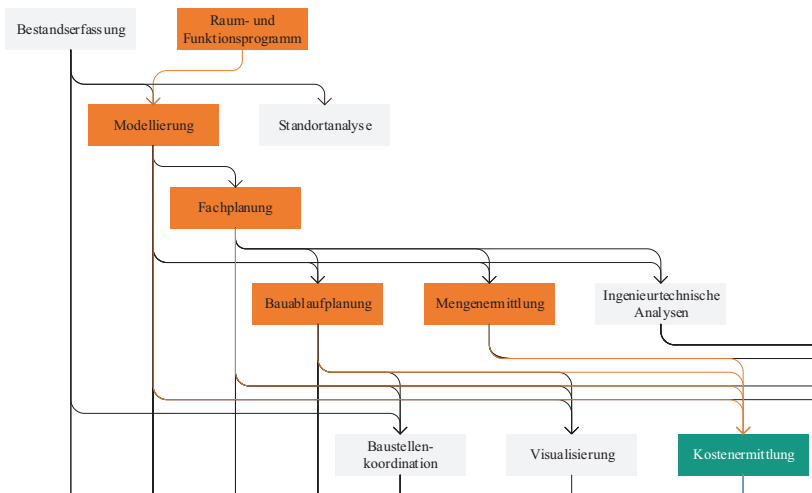 Bestandserfassung
Raum- und
Funktionsprogramm
Modellierung
Standortanalyse
Fachplanung
Bauablaufplanung
Mengenermittlung
Ingenieurtechnische
Analysen
Baustellen-
koordination
Visualisierung
Kostenermittlung